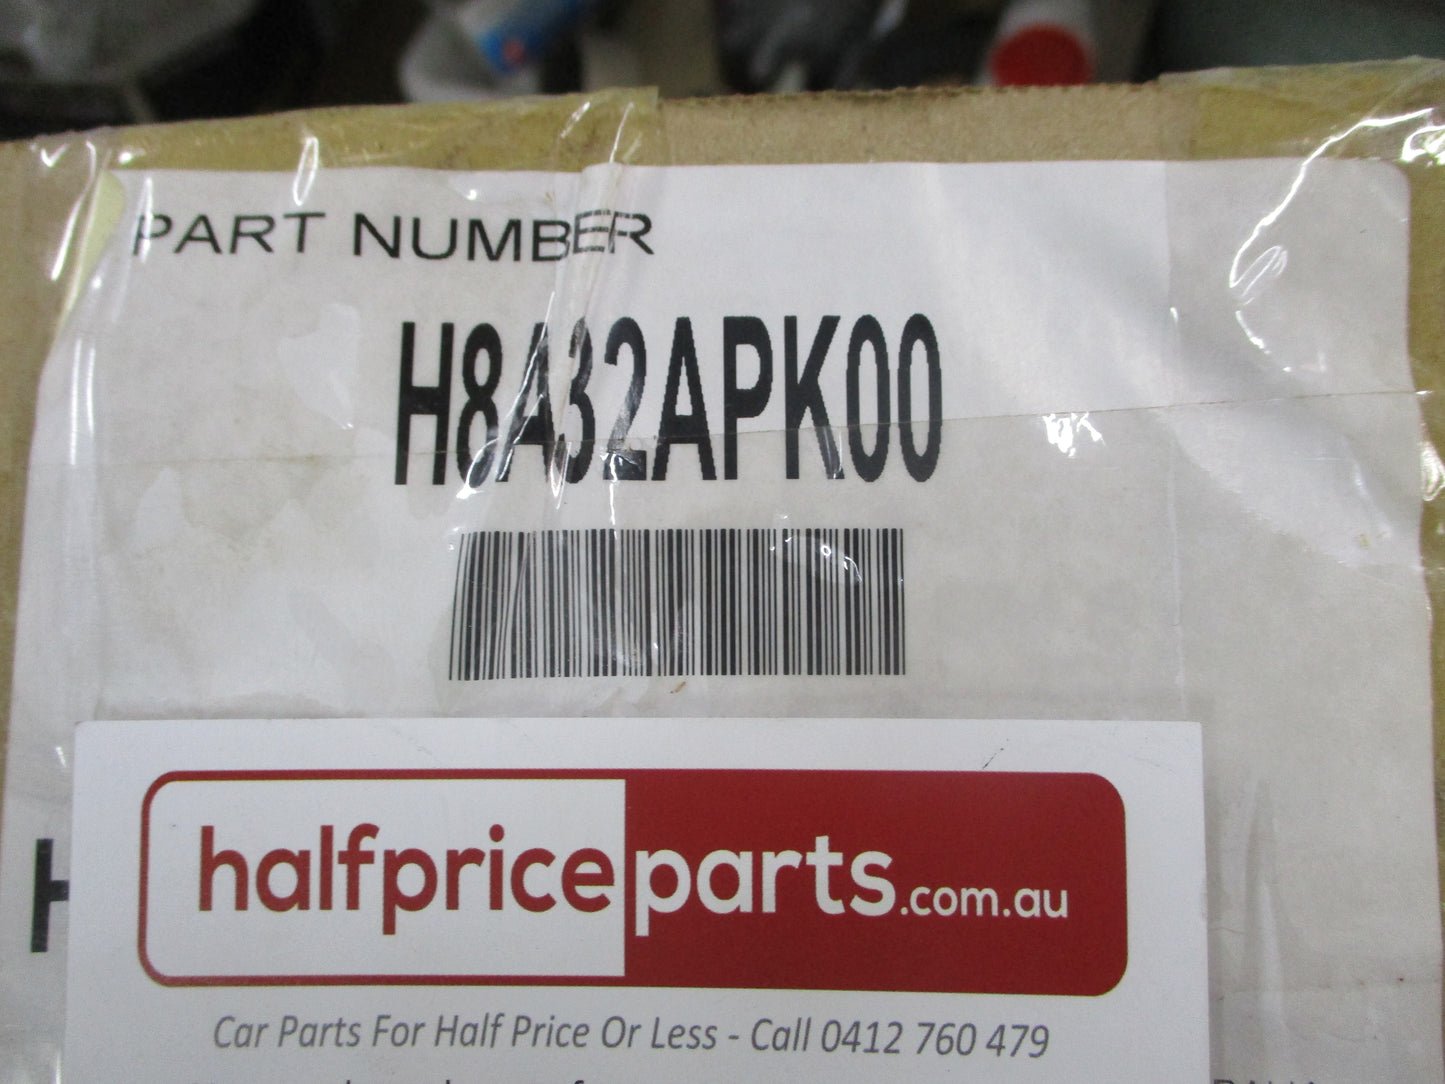 PART NUMBER
H8A32APK00
H
halfpriceparts.com.au
Car Parts For Half Price Or Less - Call 0412 760 479